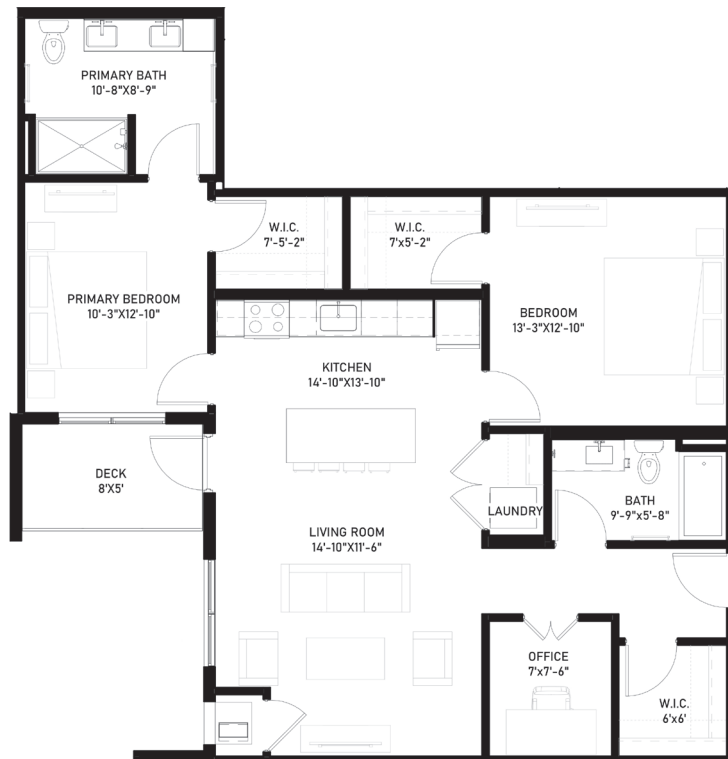 PRIMARY BATH
10'-8"X8'-9"
W.I.C.
7'-5'-2"
W.I.C.
7'x5'-2"
PRIMARY BEDROOM
10'-3"X12'-10"
BEDROOM
13'-3"X12'-10"
KITCHEN
14'-10"X13'-10"
DECK
8'X5'
LAUNDRY
BATH
9'-9"x5'-8"
LIVING ROOM
14'-10"X11'-6"
OFFICE
7'x7'-6"
W.I.C.
6'x6'